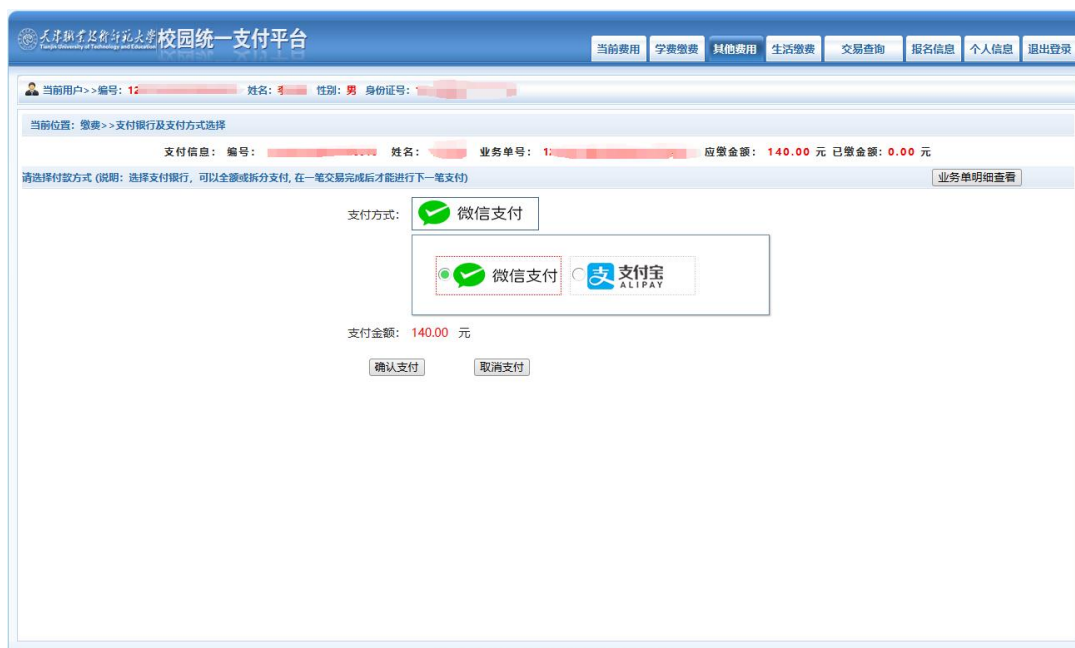 天津职业技术师范大学校园统一支付平台
Tianjin University of Technology and Education
当前费用 学费缴费 其他费用 生活缴费 交易查询 报名信息 个人信息 退出登录
当前用户>>编号：12 姓名： 性别：男 身份证号：
当前位置：缴费>>支付银行及支付方式选择
支付信息： 编号： 姓名： 业务单号：1 应缴金额：140.00 元 已缴金额：0.00 元
请选择付款方式 (说明：选择支付银行，可以全额或拆分支付, 在一笔交易完成后才能进行下一笔支付) 业务单明细查看
支付方式： 微信支付
微信支付 支付宝
ALIPAY
支付金额： 140.00 元
确认支付 取消支付